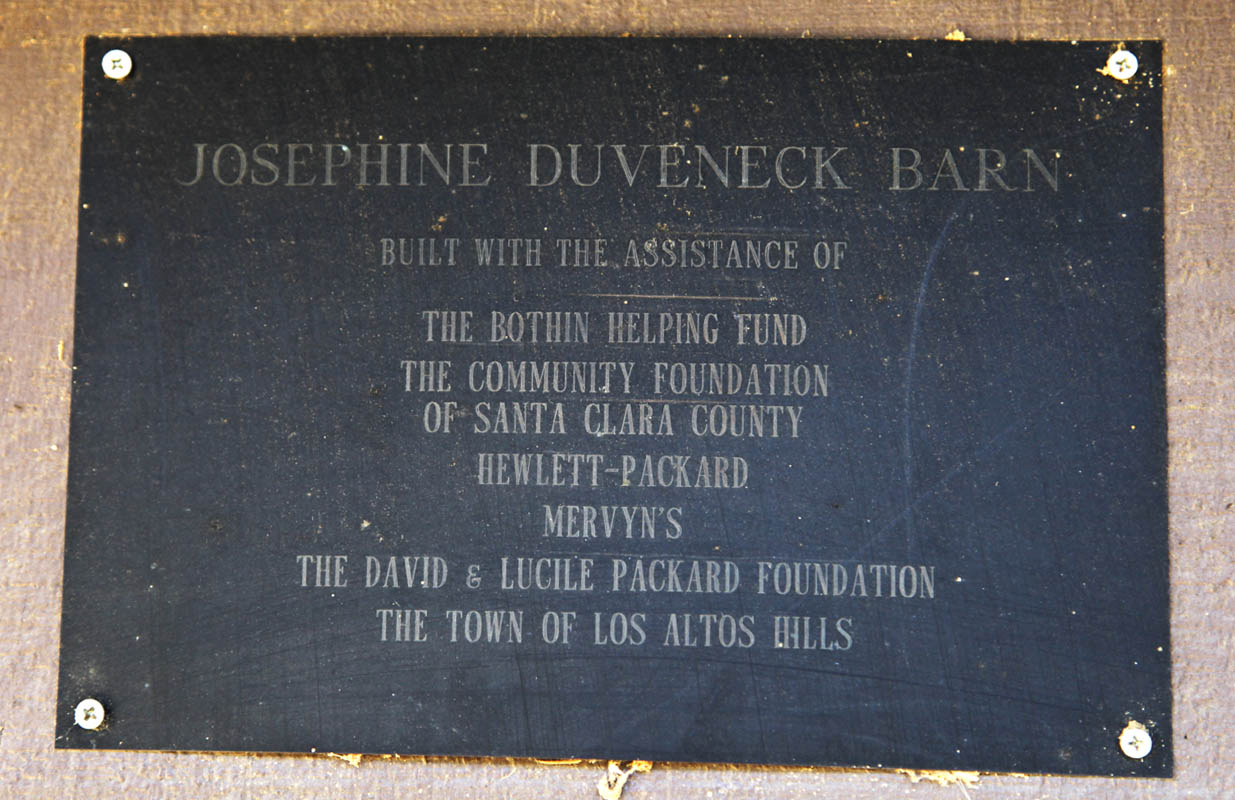 JOSEPHINE DUVENECK BARN
BUILT WITH THE ASSISTANCE OF
THE BOTHIN HELPING FUND
THE COMMUNITY FOUNDATION
OF SANTA CLARA COUNTY
HEWLETT-PACKARD
MERVYN'S
THE DAVID & LUCILE PACKARD FOUNDATION
THE TOWN OF LOS ALTOS HILLS